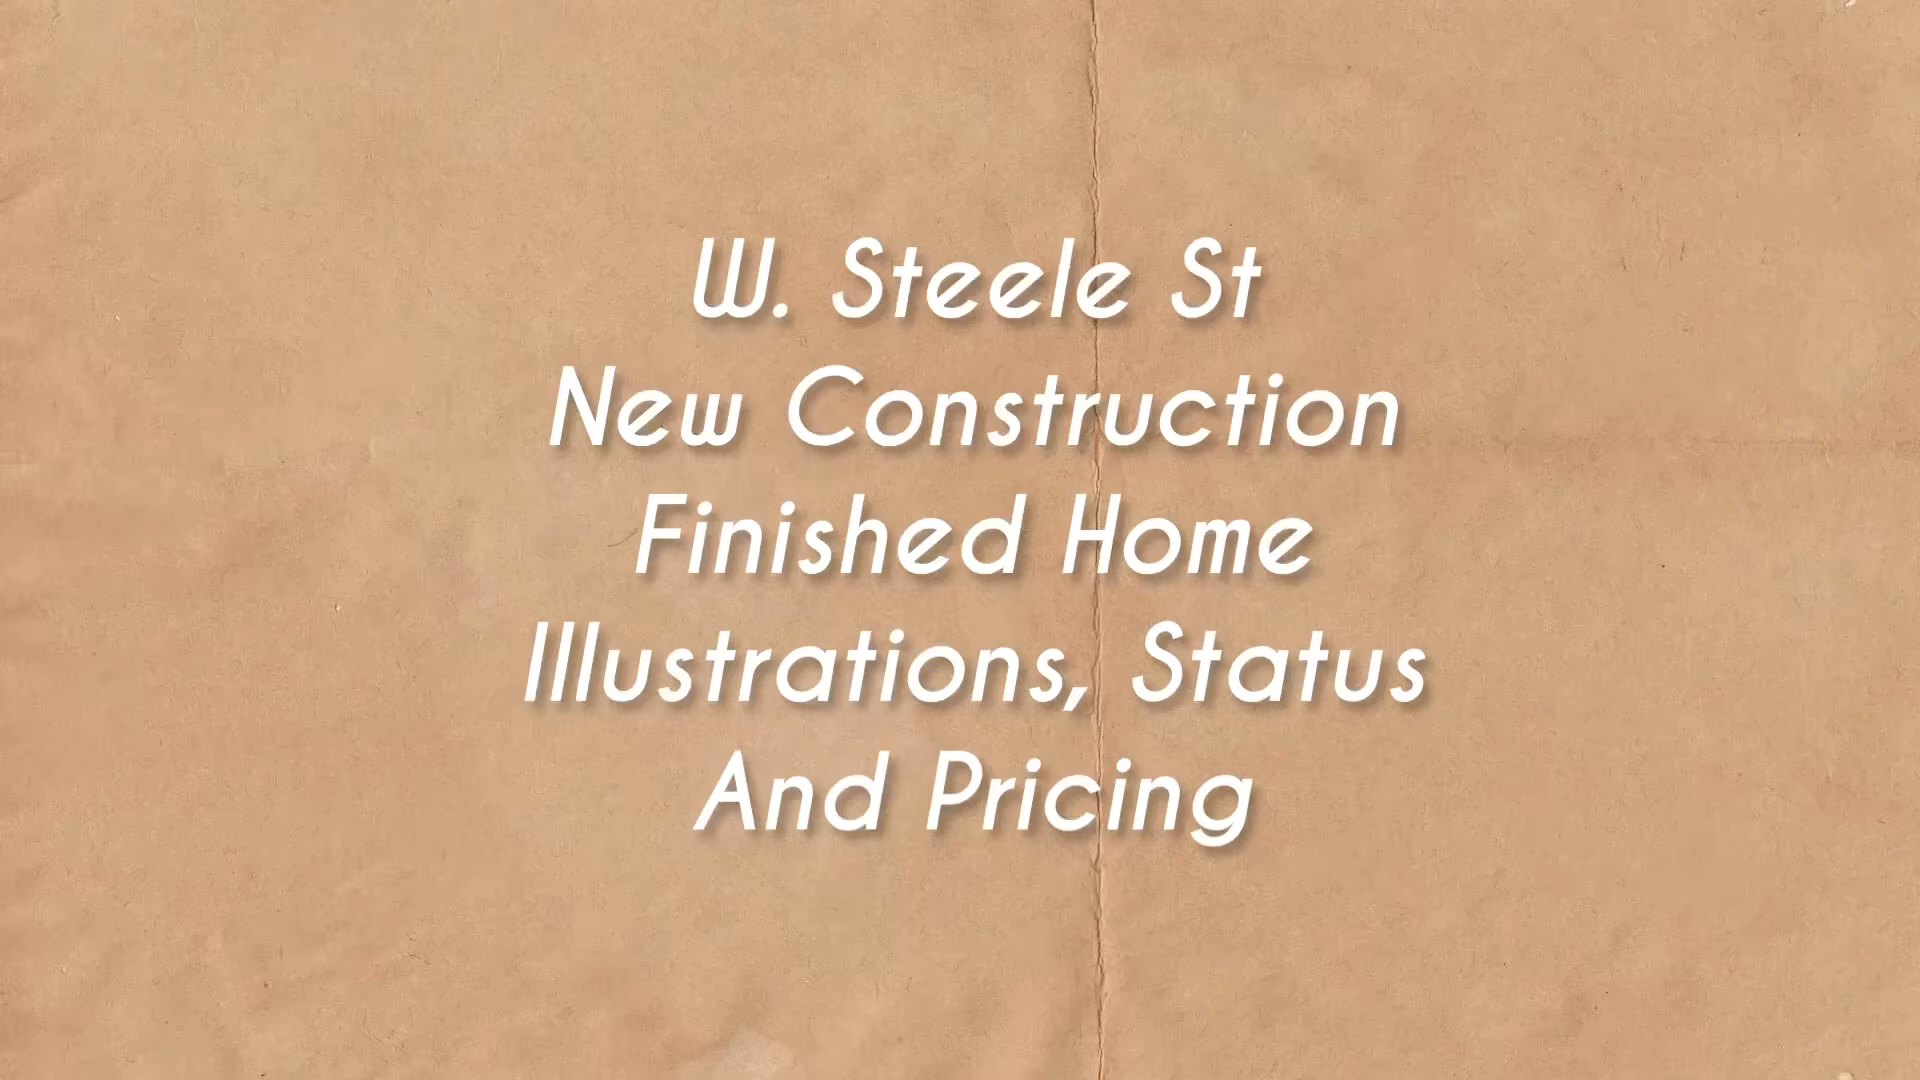 W. Steele St
New Construction
Finished Home
Illustrations, Status
And Pricing